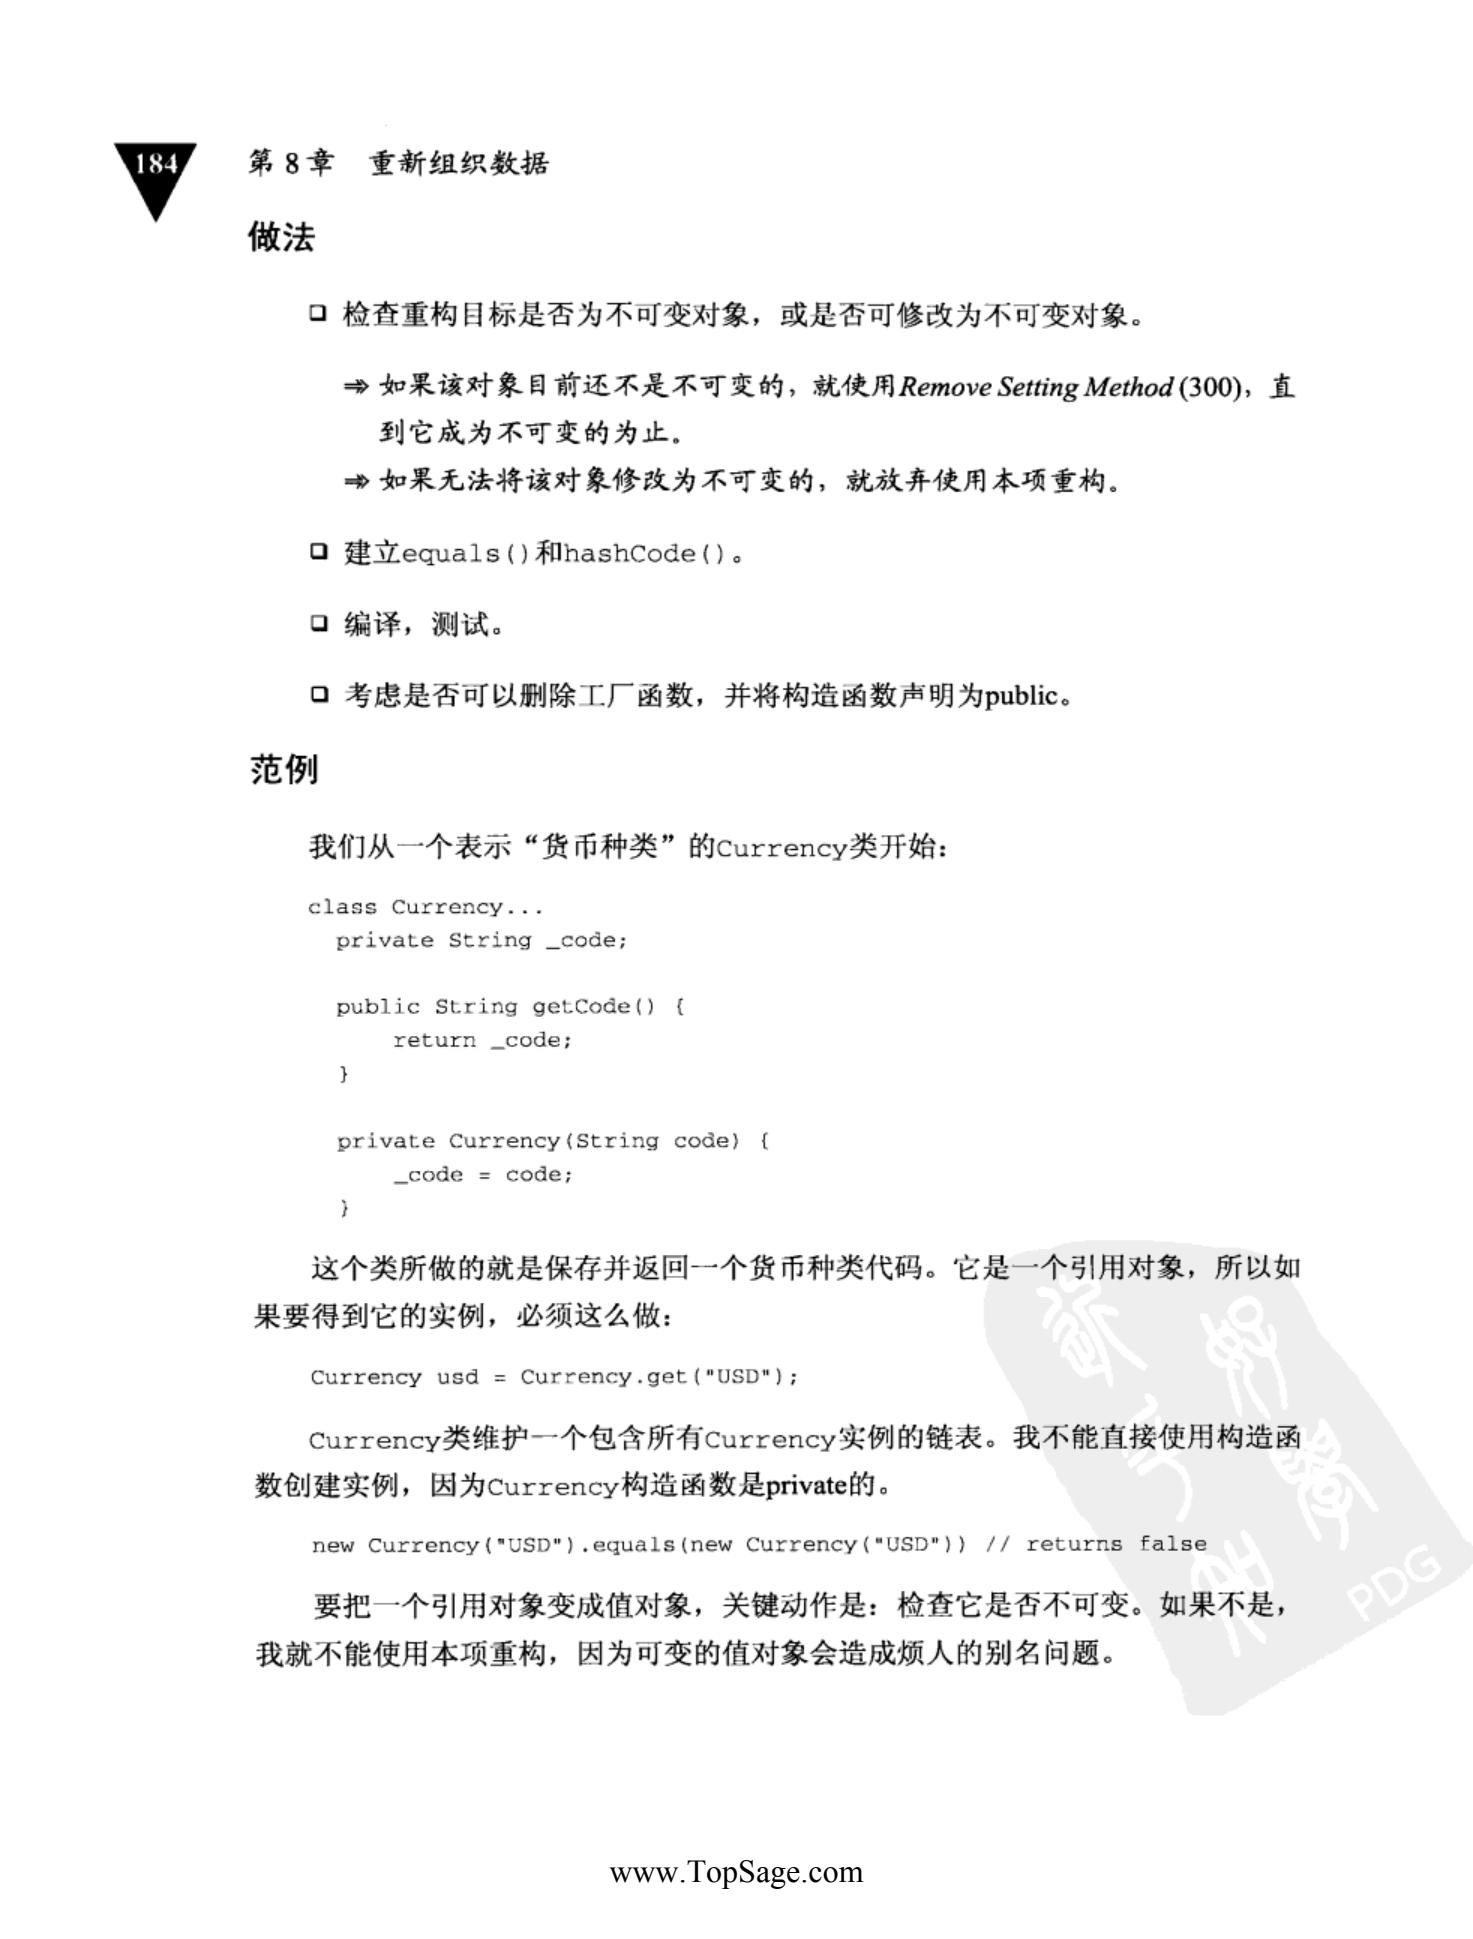 184 第 8 章 重新组织数据
做法
❑ 检查重构目标是否为不可变对象，或是否可修改为不可变对象。
⇒ 如果该对象目前还不是不可变的，就使用Remove Setting Method (300)，直
到它成为不可变的为止。
⇒ 如果无法将该对象修改为不可变的，就放弃使用本项重构。
❑ 建立equals()和hashCode()。
❑ 编译，测试。
❑ 考虑是否可以删除工厂函数，并将构造函数声明为public。
范例
我们从一个表示“货币种类”的Currency类开始：
class Currency...
private String _code;
public String getCode() {
return _code;
}
private Currency(String code) {
_code = code;
}
这个类所做的就是保存并返回一个货币种类代码。它是一个引用对象，所以如
果要得到它的实例，必须这么做：
Currency usd = Currency.get("USD");
Currency类维护一个包含所有Currency实例的链表。我不能直接使用构造函
数创建实例，因为Currency构造函数是private的。
new Currency("USD").equals(new Currency("USD")) // returns false
要把一个引用对象变成值对象，关键动作是：检查它是否不可变。如果不是，
我就不能使用本项重构，因为可变的值对象会造成烦人的别名问题。
PDG
www.TopSage.com